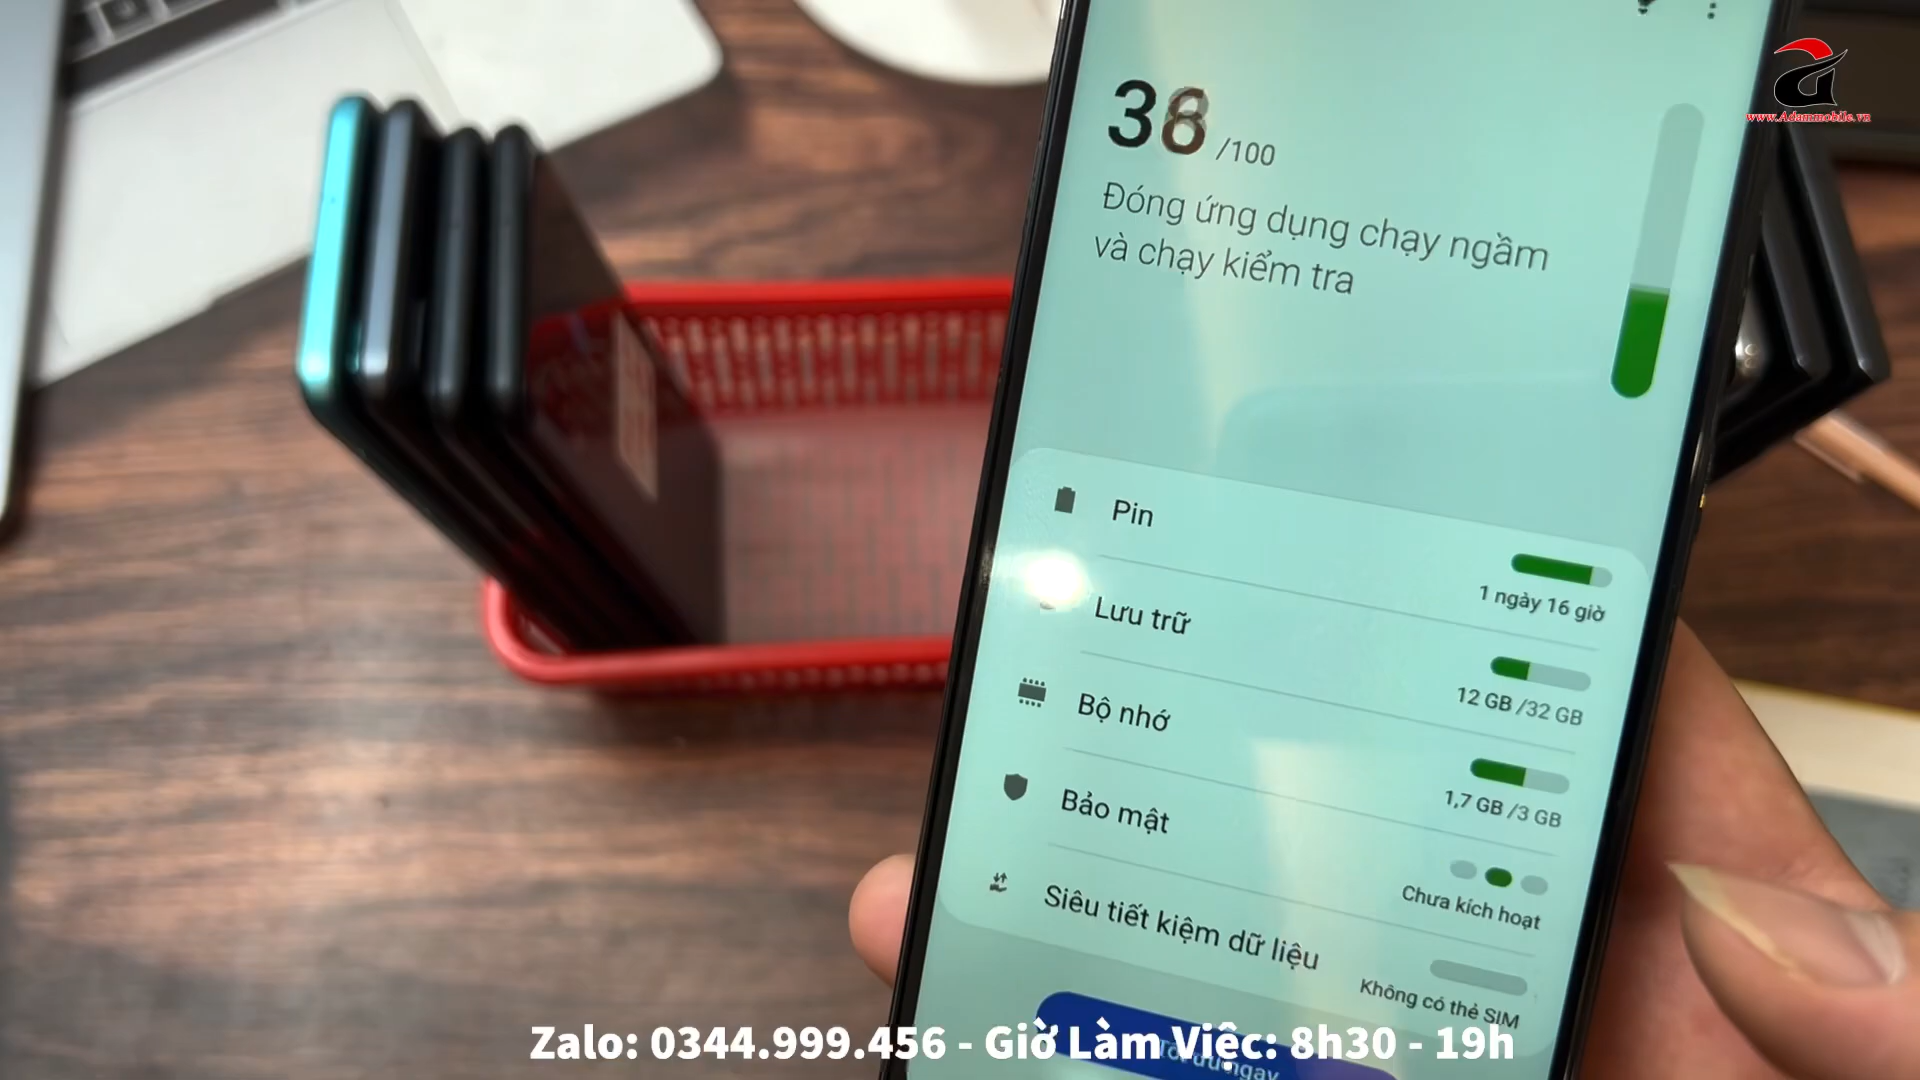 www.Adammobile.vn
/100
Đóng ứng dụng chạy ngầm
và chạy kiểm tra
Pin
1 ngày 16 giờ
Lưu trữ
12 GB /32 GB
Bộ nhớ
1,7 GB /3 GB
Bảo mật
Chưa kích hoạt
Siêu tiết kiệm dữ liệu
Không có thẻ SIM
Zalo: 0344.999.456 - Giờ Làm Việc: 8h30 - 19h